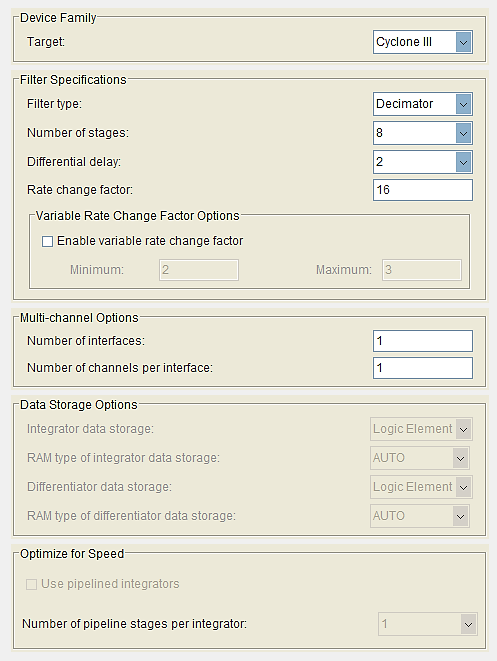 Device Family
Target: Cyclone III
Filter Specifications
Filter type: Decimator
Number of stages: 8
Differential delay: 2
Rate change factor: 16
Variable Rate Change Factor Options
Enable variable rate change factor
Minimum: 2 Maximum: 3
Multi-channel Options
Number of interfaces: 1
Number of channels per interface: 1
Data Storage Options
Integrator data storage: Logic Element
RAM type of integrator data storage: AUTO
Differentiator data storage: Logic Element
RAM type of differentiator data storage: AUTO
Optimize for Speed
Use pipelined integrators
Number of pipeline stages per integrator: 1